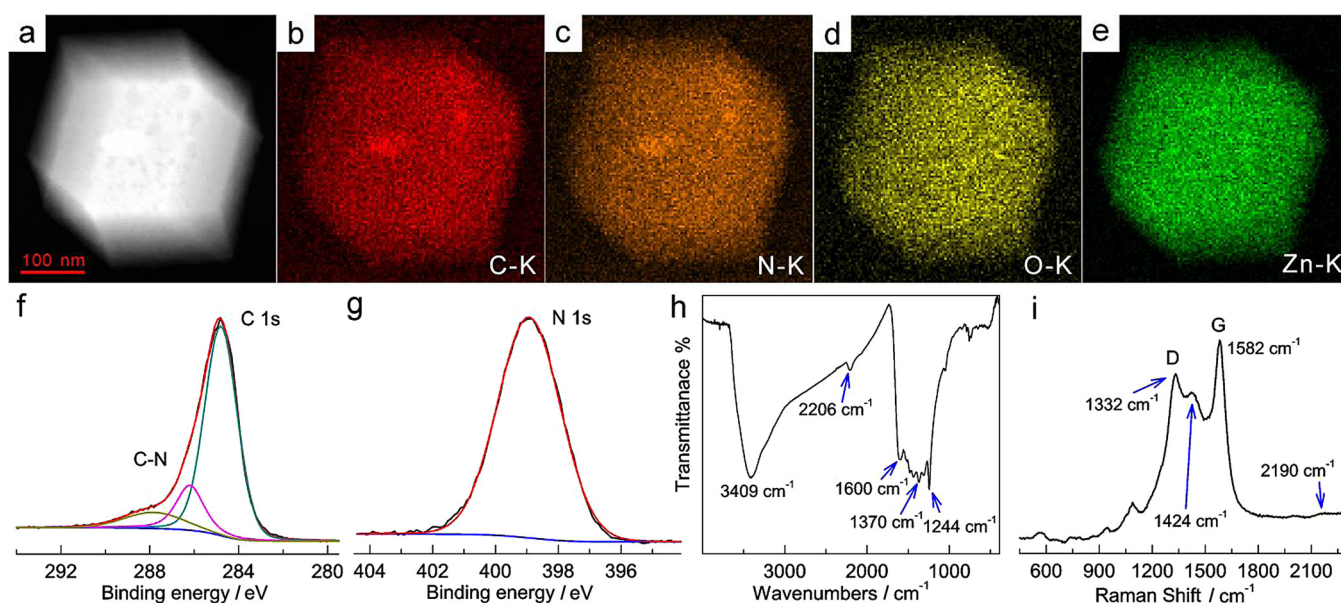 a
100 nm
b
C-K
c
N-K
d
O-K
e
Zn-K
f
C 1s
C-N
292
288
284
280
Binding energy / eV
g
N 1s
404
402
400
398
396
Binding energy / eV
h
Transmittanace %
2206 cm-1
3409 cm-1
1600 cm-1
1370 cm-1
1244 cm-1
3000
2000
1000
Wavenumbers / cm-1
i
G
D
1582 cm-1
1332 cm-1
2190 cm-1
1424 cm-1
600
900
1200
1500
1800
2100
Raman Shift / cm-1